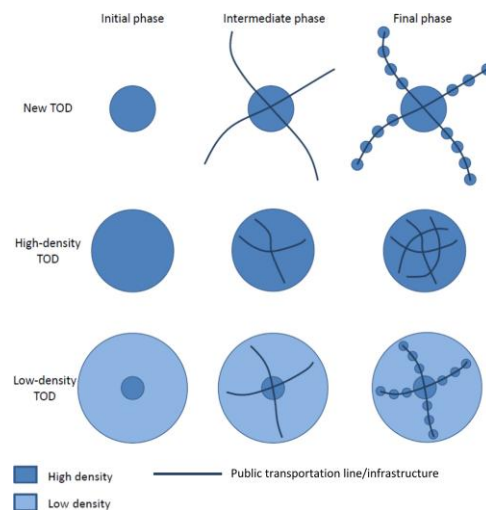 Initial phase
Intermediate phase
Final phase
New TOD
High-density
TOD
Low-density
TOD
High density
Public transportation line/infrastructure
Low density